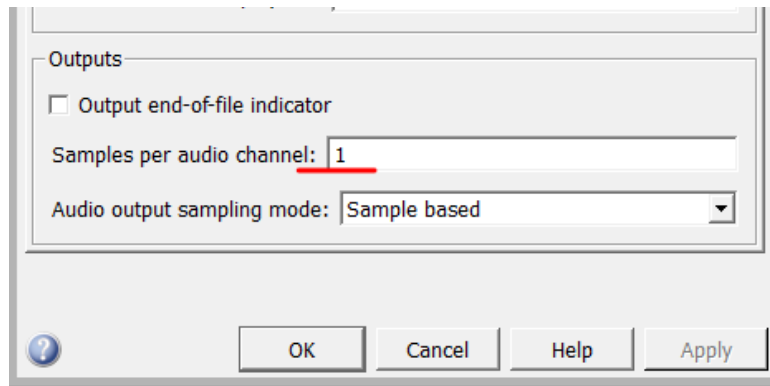 Outputs
Output end-of-file indicator
Samples per audio channel: 1
Audio output sampling mode: Sample based
OK Cancel Help Apply